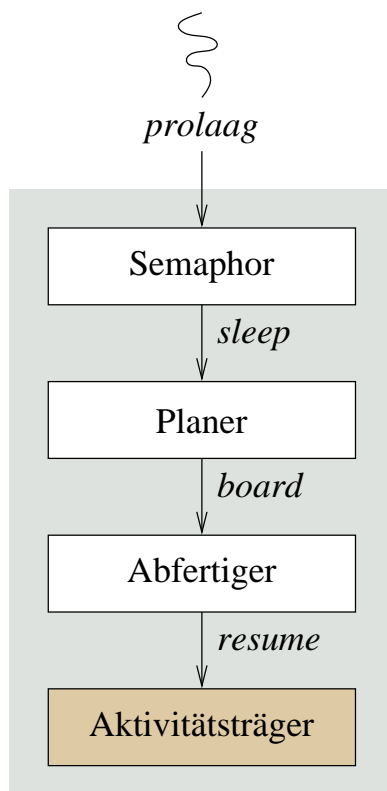 prolaag
Semaphor
sleep
Planer
board
Abfertiger
resume
Aktivitätsträger